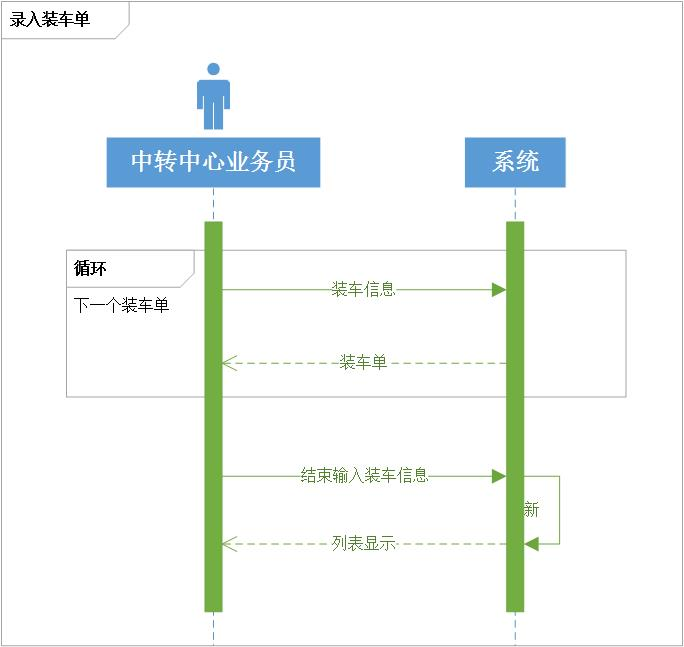 录入装车单
中转中心业务员
系统
循环
下一个装车单
装车信息
装车单
结束输入装车信息
新
列表显示